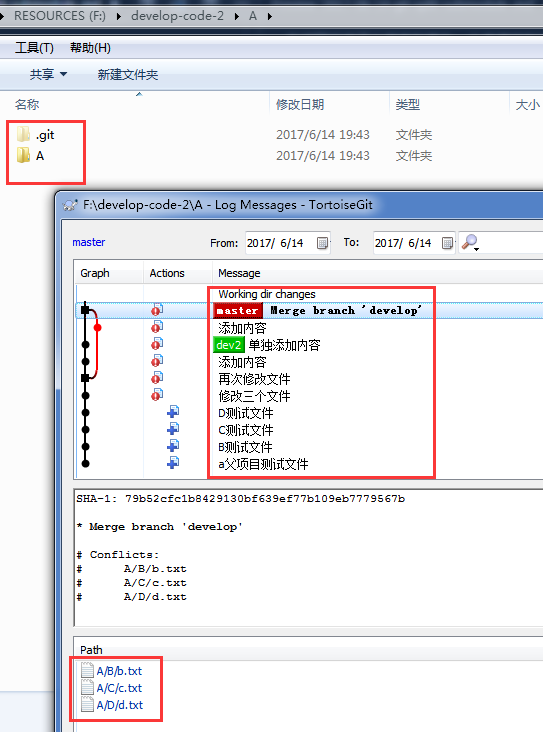 RESOURCES (F:) develop-code-2 A
工具(T) 帮助(H)
共享 新建文件夹
名称 修改日期 类型 大小
.git 2017/6/14 19:43 文件夹
A 2017/6/14 19:43 文件夹
F:\develop-code-2\A - Log Messages - TortoiseGit
master From: 2017/ 6/14 To: 2017/ 6/14
Graph Actions Message
Working dir changes
master Merge branch 'develop'
添加内容
dev2 单独添加内容
添加内容
再次修改文件
修改三个文件
D测试文件
C测试文件
B测试文件
a父项目测试文件
SHA-1: 79b52cfc1b8429130bf639ef77b109eb7779567b
* Merge branch 'develop'
# Conflicts:
# A/B/b.txt
# A/C/c.txt
# A/D/d.txt
Path
A/B/b.txt
A/C/c.txt
A/D/d.txt